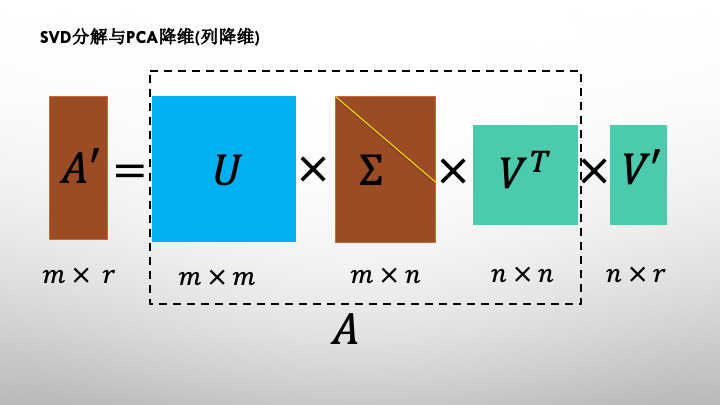 SVD分解与PCA降维(列降维)
A′ = U × Σ × V^T × V′
m × r m × m m × n n × n n × r
A